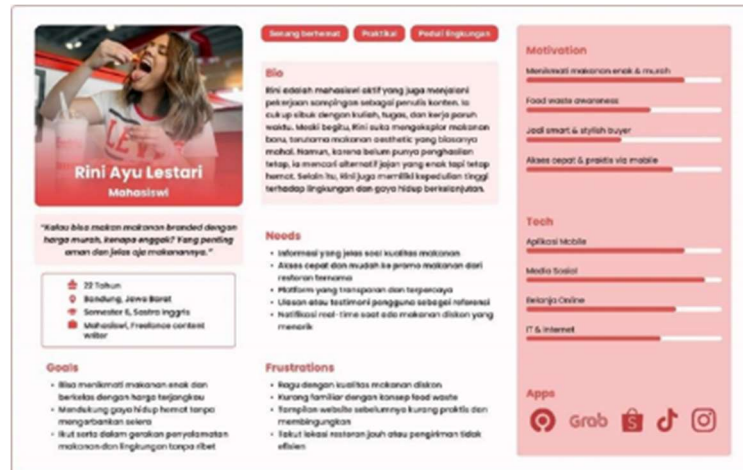 Rini Ayu Lestari
Mahasiswi
"Kalau bisa makan makanan branded dengan
harga murah, kenapa enggak? Yang penting
aman dan jelas aja makanannya."
22 Tahun
Bandung, Jawa Barat
Semester 6, Sastra Inggris
Mahasiswi, Freelance content
writer
Goals
• Bisa menikmati makanan enak dan
berkelas dengan harga terjangkau
• Mendukung gaya hidup hemat tanpa
mengorbankan selera
• Ikut serta dalam gerakan penyelamatan
makanan dan lingkungan tanpa ribet
Senang berhemat
Praktikal
Peduli lingkungan
Bio
Rini adalah mahasiswi aktif yang juga menjalani
pekerjaan sampingan sebagai penulis konten. Ia
cukup sibuk dengan kuliah, tugas, dan kerja paruh
waktu. Meski begitu, Rini suka mengeksplor makanan
baru, terutama makanan aesthetic yang biasanya
mahal. Namun, karena belum punya penghasilan
tetap, ia mencari alternatif jajan yang enak tapi tetap
hemat. Selain itu, Rini juga memiliki kepedulian tinggi
terhadap lingkungan dan gaya hidup berkelanjutan.
Needs
• Informasi yang jelas soal kualitas makanan
• Akses cepat dan mudah ke promo makanan dari
restoran ternama
• Platform yang transparan dan terpercaya
• Ulasan atau testimoni pengguna sebagai referensi
• Notifikasi real-time saat ada makanan diskon yang
menarik
Frustrations
• Ragu dengan kualitas makanan diskon
• Kurang familiar dengan konsep food waste
• Tampilan website sebelumnya kurang praktis dan
membingungkan
• Takut lokasi restoran jauh atau pengiriman tidak
efisien
Motivation
Menikmati makanan enak & murah
Food waste awareness
Jadi smart & stylish buyer
Akses cepat & praktis via mobile
Tech
Aplikasi Mobile
Media Sosial
Belanja Online
IT & Internet
Apps
Grab